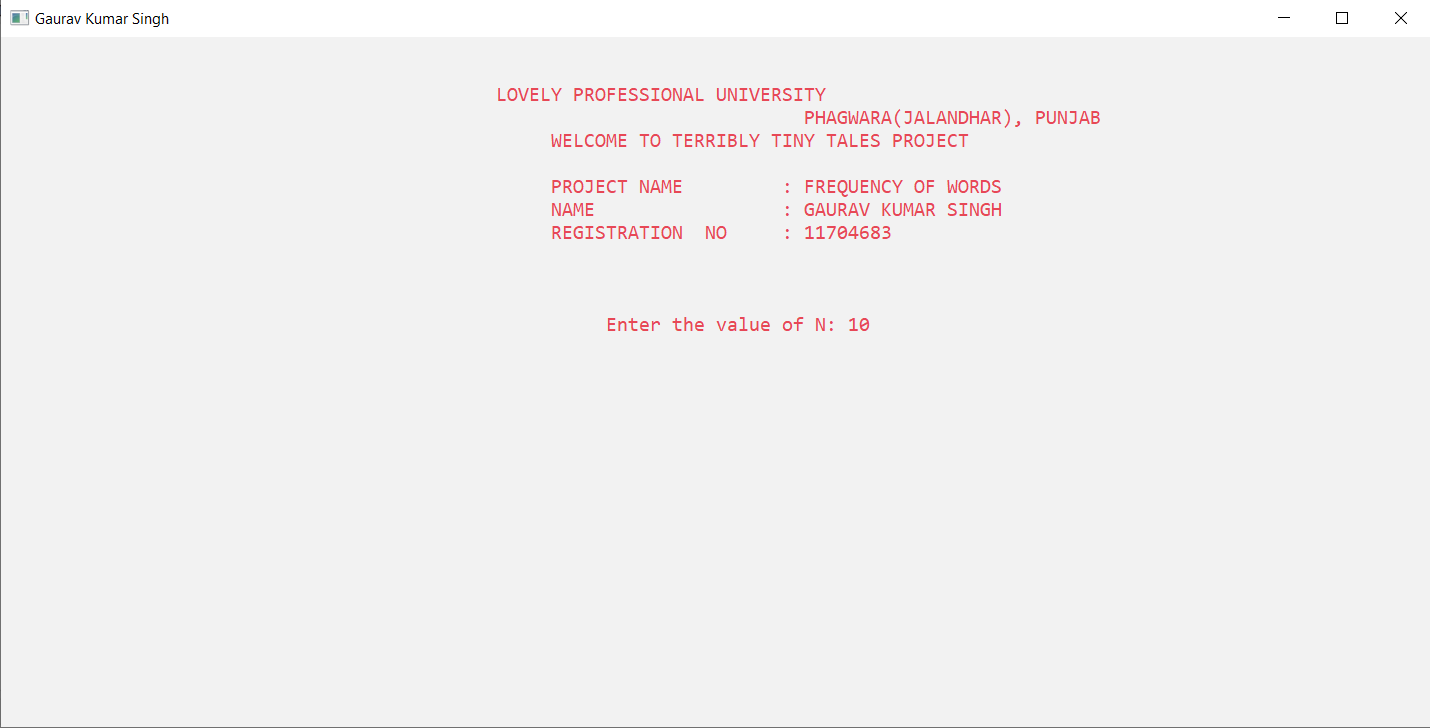 Gaurav Kumar Singh
LOVELY PROFESSIONAL UNIVERSITY
PHAGWARA(JALANDHAR), PUNJAB
WELCOME TO TERRIBLY TINY TALES PROJECT
PROJECT NAME : FREQUENCY OF WORDS
NAME : GAURAV KUMAR SINGH
REGISTRATION NO : 11704683
Enter the value of N: 10